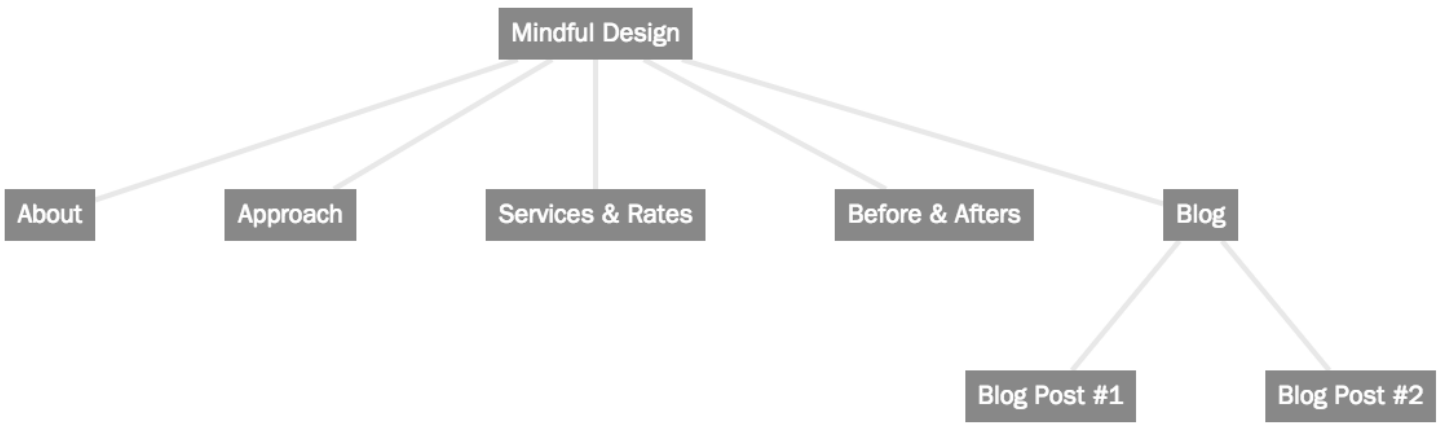 Mindful Design
About
Approach
Services & Rates
Before & Afters
Blog
Blog Post #1
Blog Post #2